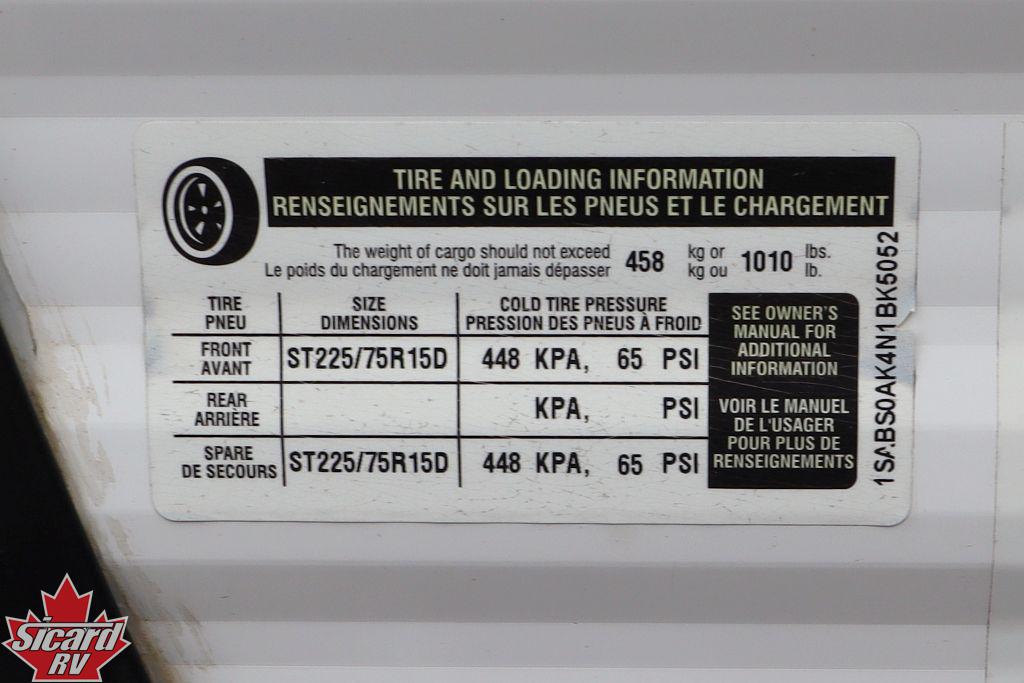 TIRE AND LOADING INFORMATION
RENSEIGNEMENTS SUR LES PNEUS ET LE CHARGEMENT
The weight of cargo should not exceed 458 kg or 1010 lbs.
Le poids du chargement ne doit jamais dépasser kg ou lb.
TIRE SIZE COLD TIRE PRESSURE
PNEU DIMENSIONS PRESSION DES PNEUS À FROID
FRONT
AVANT
ST225/75R15D 448 KPA, 65 PSI
REAR
ARRIÈRE
KPA, PSI
SPARE
DE SECOURS
ST225/75R15D 448 KPA, 65 PSI
SEE OWNER'S
MANUAL FOR
ADDITIONAL
INFORMATION
VOIR LE MANUEL
DE L'USAGER
POUR PLUS DE
RENSEIGNEMENTS
1SABS0AK4N1BK5052
Sicard
RV